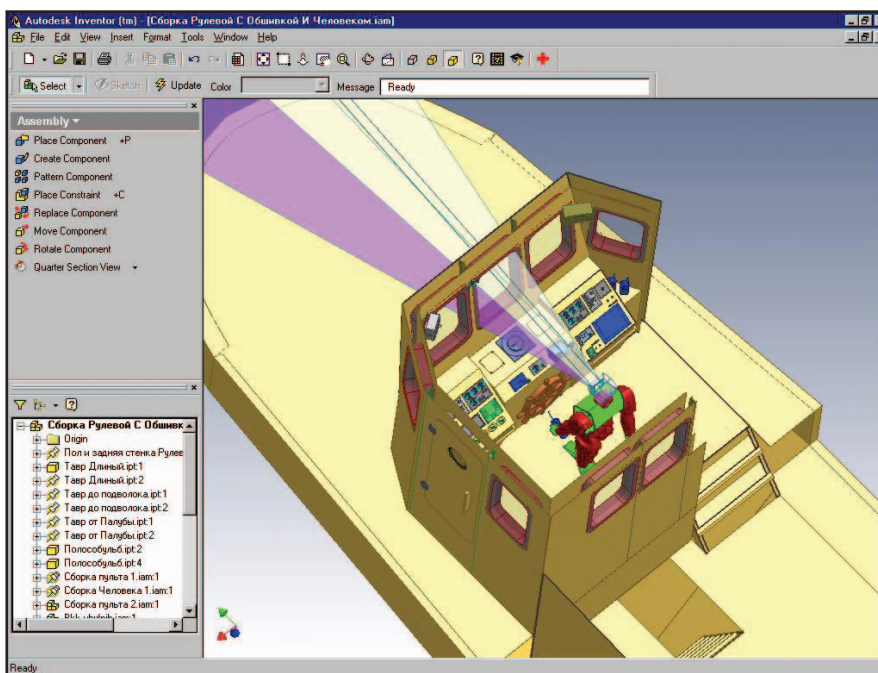 Autodesk Inventor (tm) - [Сборка Рулевой С Обшивкой И Человеком.iam]
File Edit View Insert Format Tools Window Help
Select Sketch Update Color Message Ready
Assembly
Place Component +P
Create Component
Pattern Component
Place Constraint +C
Replace Component
Move Component
Rotate Component
Quarter Section View
Сборка Рулевой С Обшивк
Origin
Пол и задняя стенка Рулев
Тавр Длиный.ipt:1
Тавр Длиный.ipt:2
Тавр до подволока.ipt:1
Тавр до подволока.ipt:2
Тавр от Палубы.ipt:1
Тавр от Палубы.ipt:2
Полособульб.ipt:2
Полособульб.ipt:4
Сборка пульта 1.iam:1
Сборка Человека 1.iam:1
Сборка пульта 2.iam:1
Ready